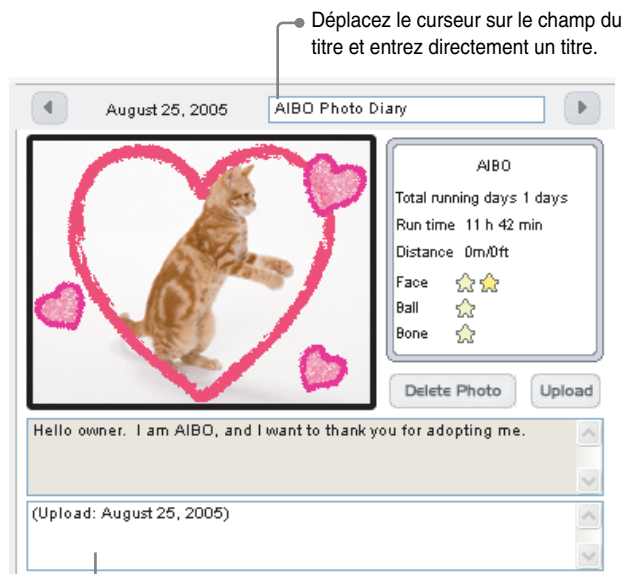 Déplacez le curseur sur le champ du
titre et entrez directement un titre.
August 25, 2005
AIBO Photo Diary
AIBO
Total running days 1 days
Run time 11 h 42 min
Distance 0m/0ft
Face
Ball
Bone
Delete Photo
Upload
Hello owner. I am AIBO, and I want to thank you for adopting me.
(Upload: August 25, 2005)